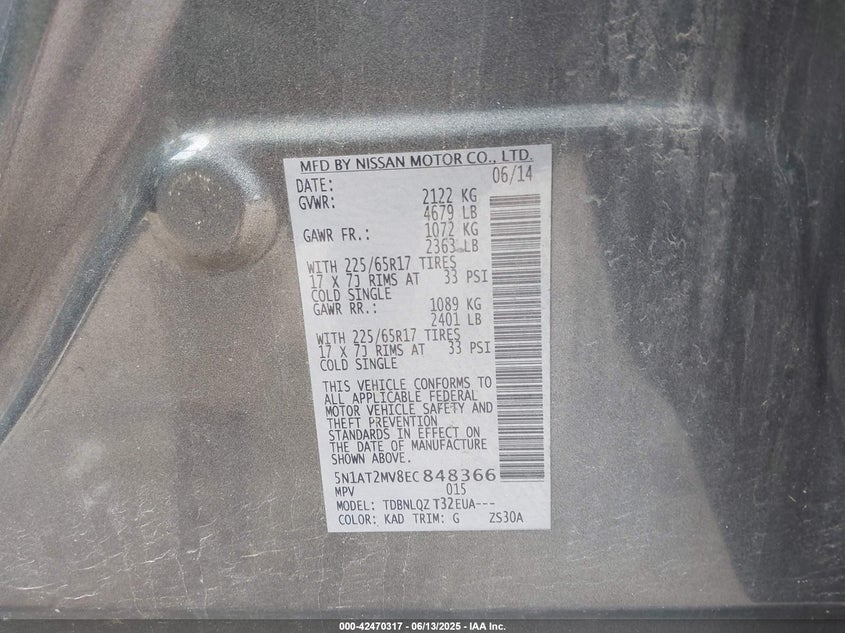 MFD BY NISSAN MOTOR CO., LTD.
DATE: 06/14
GVWR: 2122 KG
4679 LB
GAWR FR.: 1072 KG
2363 LB
WITH 225/65R17 TIRES
17 X 7J RIMS AT 33 PSI
COLD SINGLE
GAWR RR.: 1089 KG
2401 LB
WITH 225/65R17 TIRES
17 X 7J RIMS AT 33 PSI
COLD SINGLE
THIS VEHICLE CONFORMS TO
ALL APPLICABLE FEDERAL
MOTOR VEHICLE SAFETY AND
THEFT PREVENTION
STANDARDS IN EFFECT ON
THE DATE OF MANUFACTURE
SHOWN ABOVE.
5N1AT2MV8EC848366
MPV 015
MODEL: TDBNLQZ T32EUA---
COLOR: KAD TRIM: G ZS30A
000-42470317 - 06/13/2025 - IAA Inc.